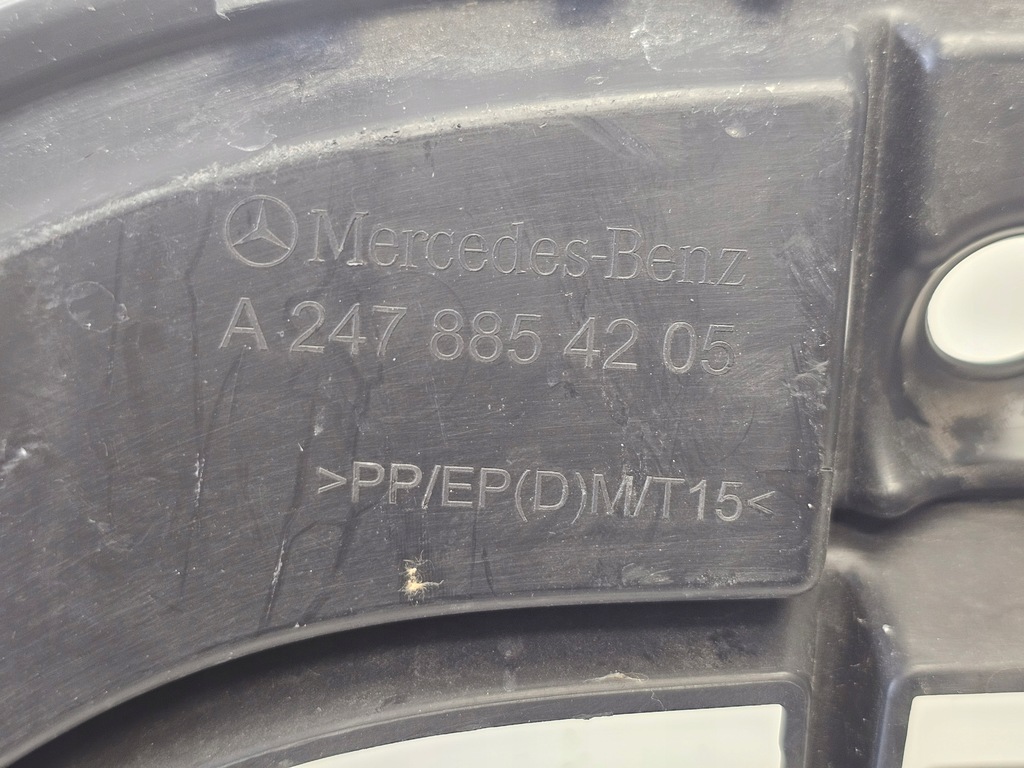 Mercedes-Benz
A 247 885 42 05
>PP/EP(D)M/T15<